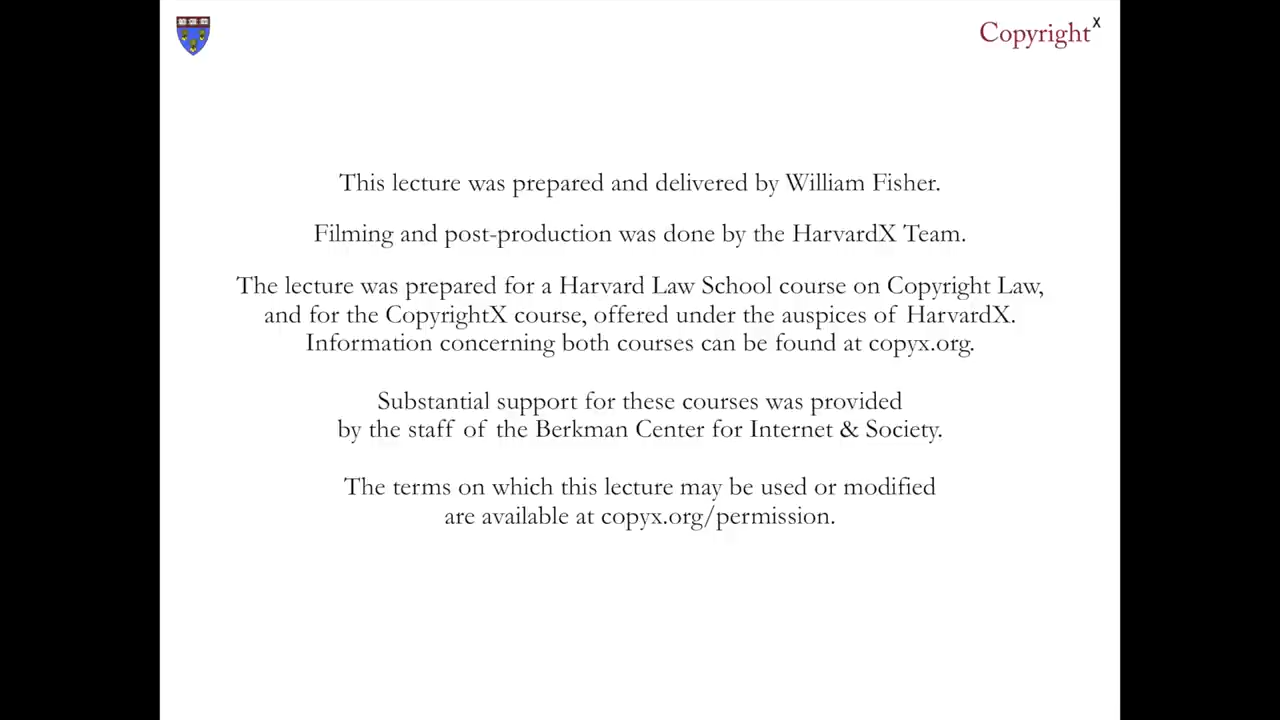 Copyright^X
This lecture was prepared and delivered by William Fisher.
Filming and post-production was done by the HarvardX Team.
The lecture was prepared for a Harvard Law School course on Copyright Law,
and for the CopyrightX course, offered under the auspices of HarvardX.
Information concerning both courses can be found at copyx.org.
Substantial support for these courses was provided
by the staff of the Berkman Center for Internet & Society.
The terms on which this lecture may be used or modified
are available at copyx.org/permission.